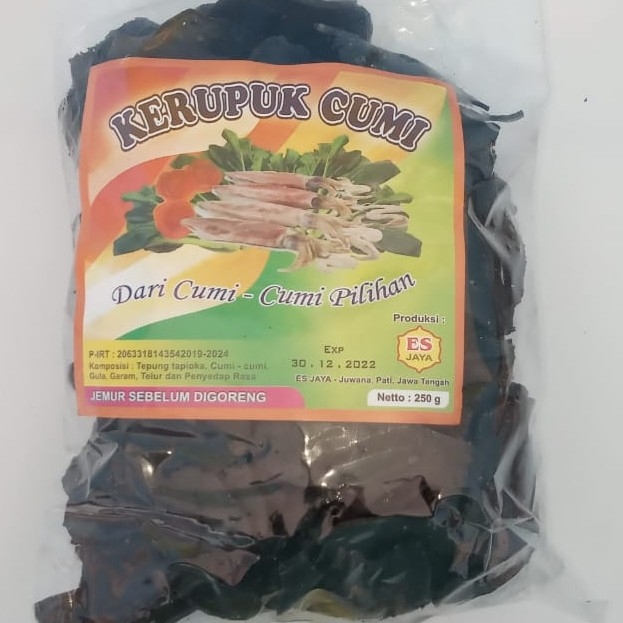 KERUPUK CUMI
Dari Cumi - Cumi Pilihan
Produksi :
ES
JAYA
P-IRT : 2063318143542019-2024
Komposisi : Tepung tapioka, Cumi - cumi,
Gula, Garam, Telur dan Penyedap Rasa
EXP
30.12.2022
ES JAYA - Juwana, Pati, Jawa Tengah
JEMUR SEBELUM DIGORENG
Netto : 250 g